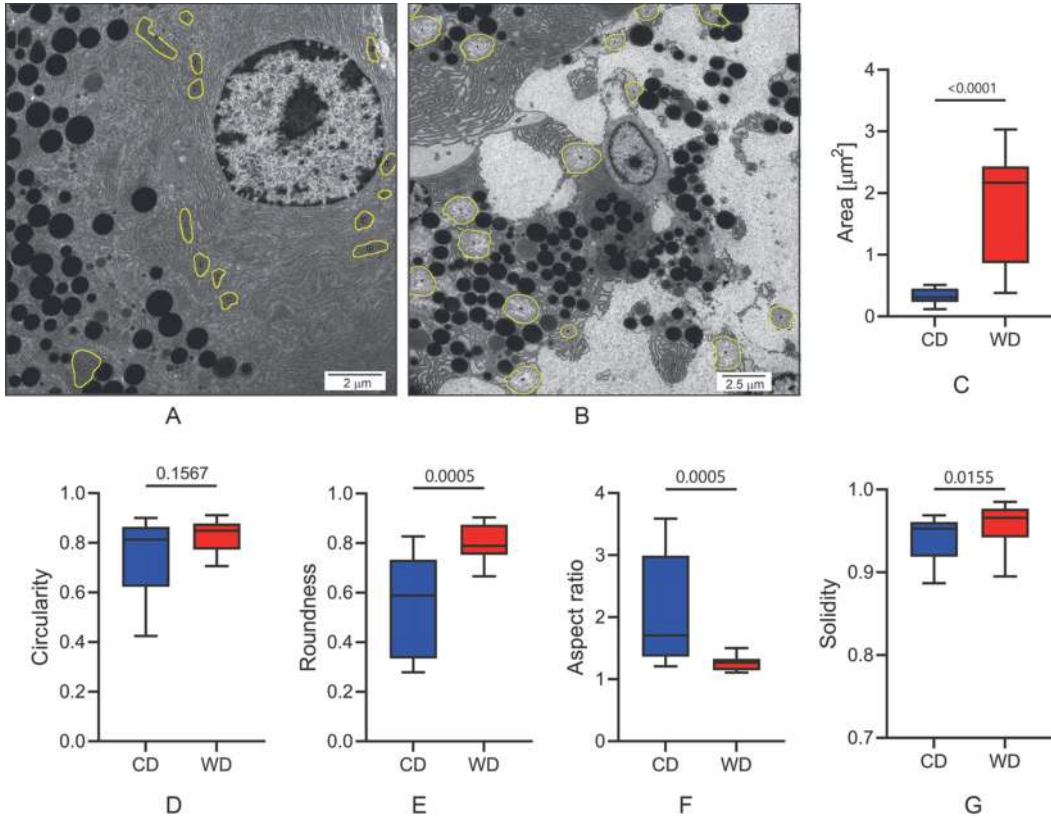 2 μm
A
2.5 μm
B
Area [μm²]
4
3
2
1
0
<0.0001
CD
WD
C
Circularity
1.0
0.8
0.6
0.4
0.2
0.0
0.1567
CD
WD
D
Roundness
1.0
0.8
0.6
0.4
0.2
0.0
0.0005
CD
WD
E
Aspect ratio
4
3
2
1
0
0.0005
CD
WD
F
Solidity
1.0
0.9
0.8
0.7
0.0155
CD
WD
G